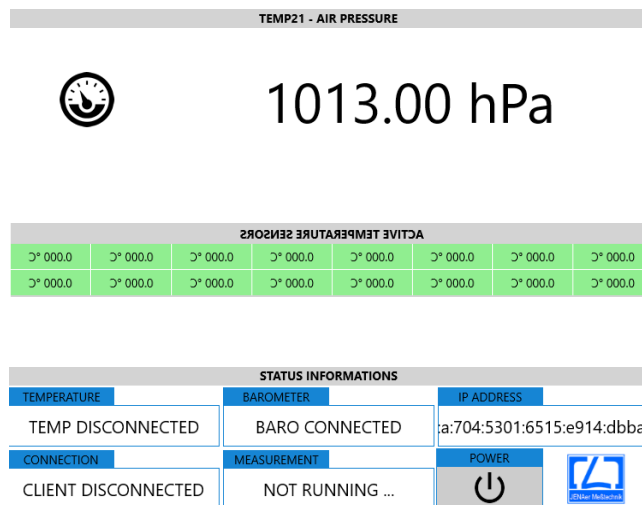 TEMP21 - AIR PRESSURE
1013.00 hPa
ACTIVE TEMPERATURE SENSORS
0.000 °C 0.000 °C 0.000 °C 0.000 °C 0.000 °C 0.000 °C 0.000 °C 0.000 °C
0.000 °C 0.000 °C 0.000 °C 0.000 °C 0.000 °C 0.000 °C 0.000 °C 0.000 °C
STATUS INFORMATIONS
TEMPERATURE BAROMETER IP ADDRESS
TEMP DISCONNECTED BARO CONNECTED a:704:5301:6515:e914:dbba
CONNECTION MEASUREMENT POWER
CLIENT DISCONNECTED NOT RUNNING ...
JENAer Meßtechnik